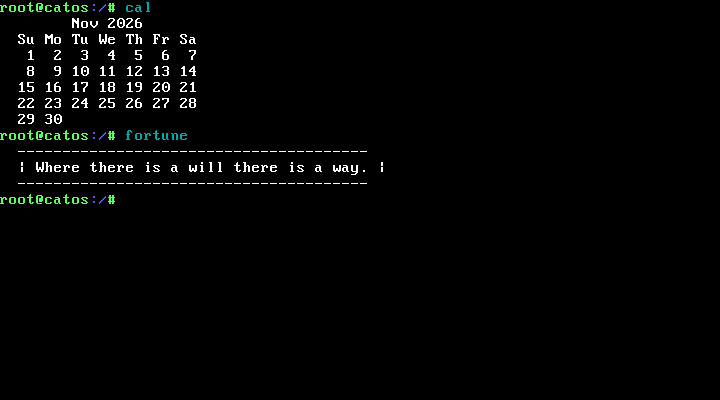 root@catos:/# cal
        Nov 2026
  Su Mo Tu We Th Fr Sa
   1  2  3  4  5  6  7
   8  9 10 11 12 13 14
  15 16 17 18 19 20 21
  22 23 24 25 26 27 28
  29 30
root@catos:/# fortune
  ---------------------------------------
  | Where there is a will there is a way. |
  ---------------------------------------
root@catos:/#